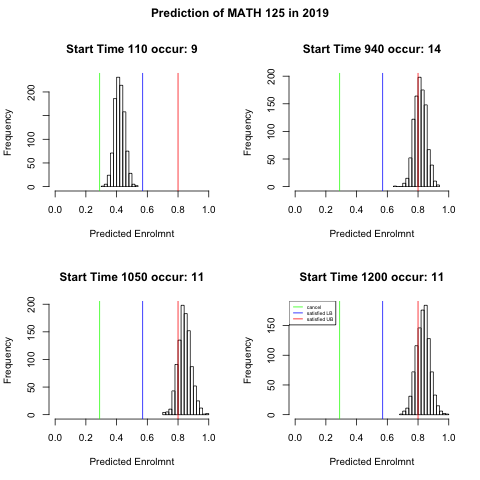 Prediction of MATH 125 in 2019
Start Time 110 occur: 9
Frequency
0 50 100 200
0.0 0.2 0.4 0.6 0.8 1.0
Predicted Enrolmnt
Start Time 940 occur: 14
Frequency
0 50 100 200
0.0 0.2 0.4 0.6 0.8 1.0
Predicted Enrolmnt
Start Time 1050 occur: 11
Frequency
0 50 100 150 200
0.0 0.2 0.4 0.6 0.8 1.0
Predicted Enrolmnt
Start Time 1200 occur: 11
cancel
satisfied LB
satisfied UB
Frequency
0 50 100 150
0.0 0.2 0.4 0.6 0.8 1.0
Predicted Enrolmnt